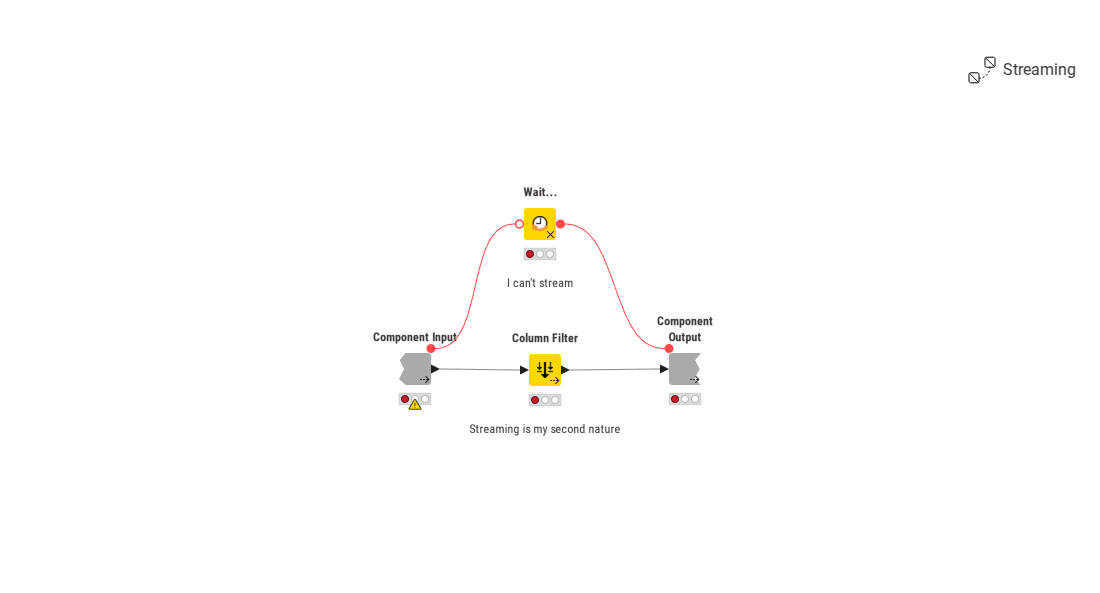 Streaming
Wait...
I can't stream
Component Input
Column Filter
Component
Output
Streaming is my second nature